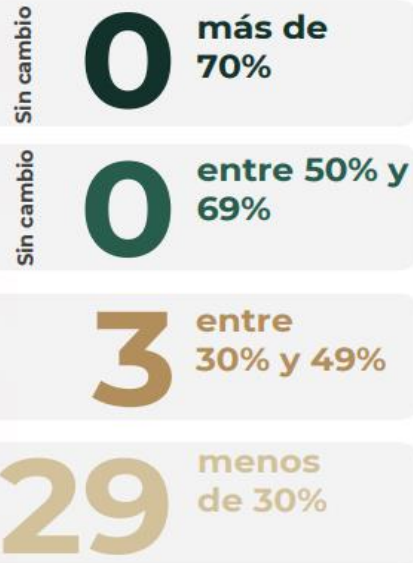 Sin cambio
0
más de
70%
Sin cambio
0
entre 50% y
69%
3
entre
30% y 49%
29
menos
de 30%